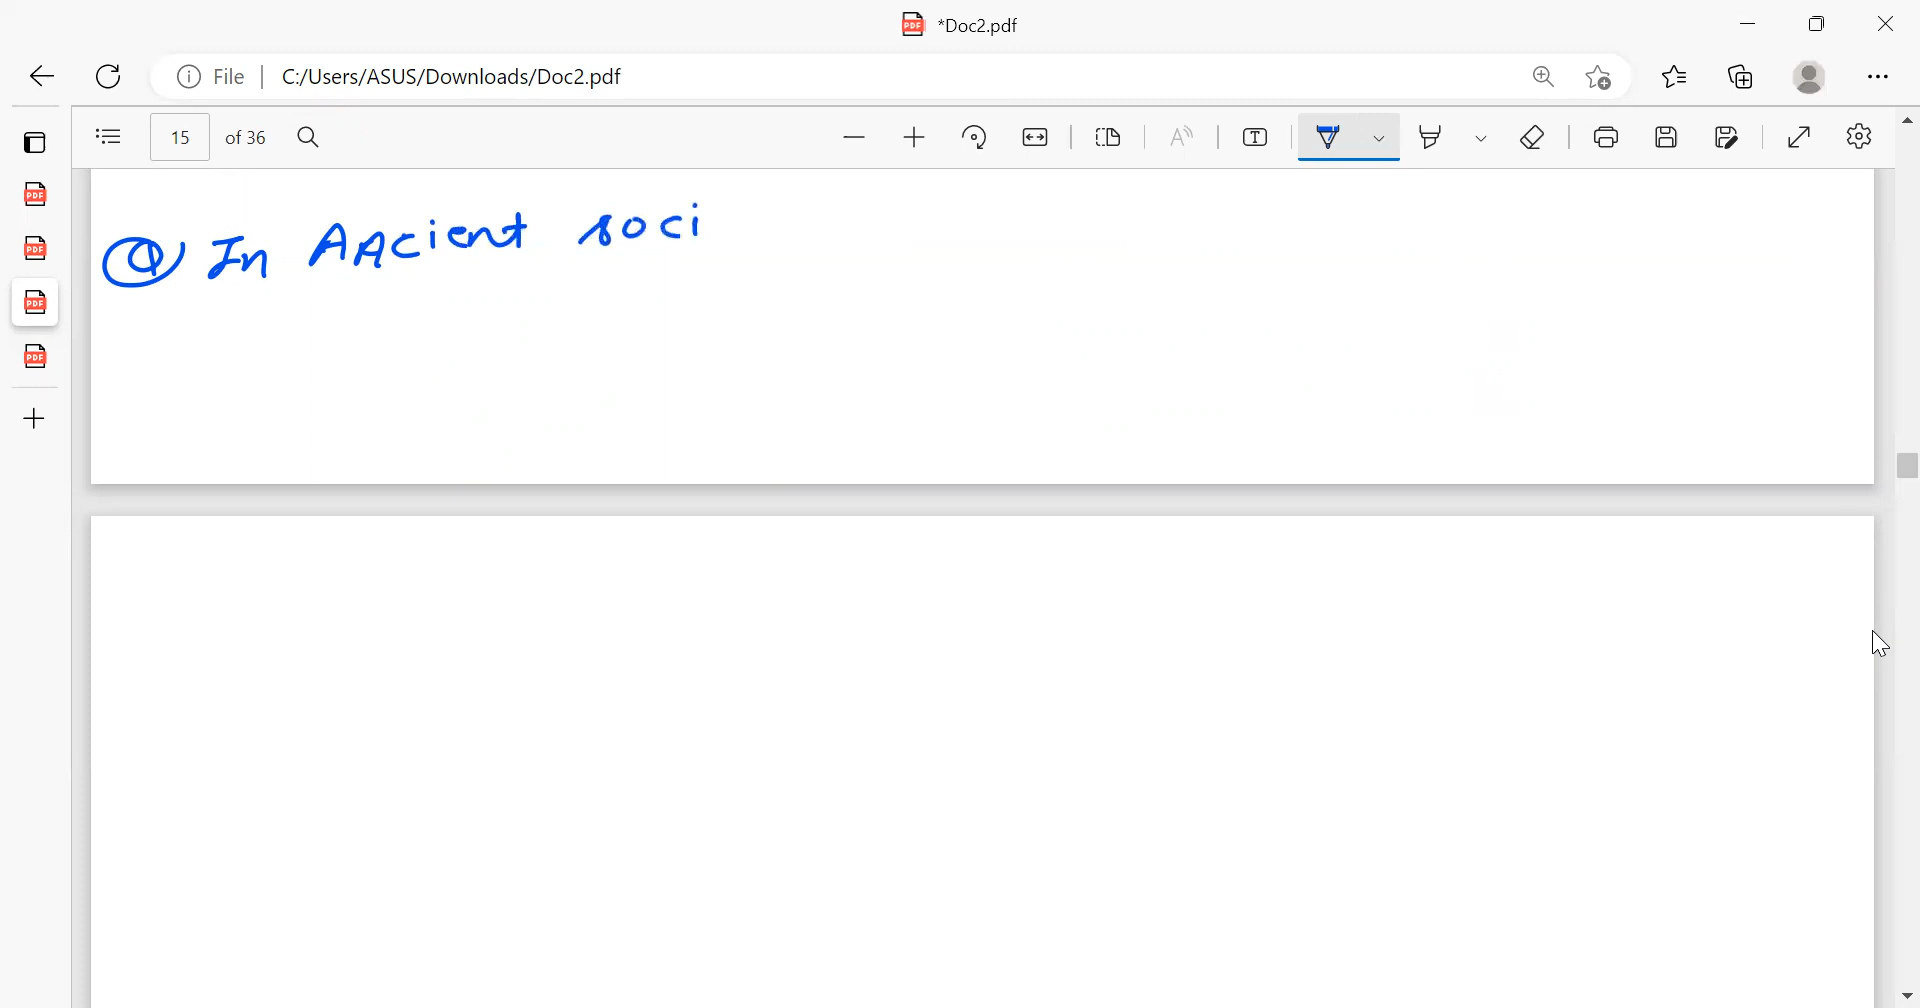 *Doc2.pdf
File C:/Users/ASUS/Downloads/Doc2.pdf
15 of 36
In AAcient soci